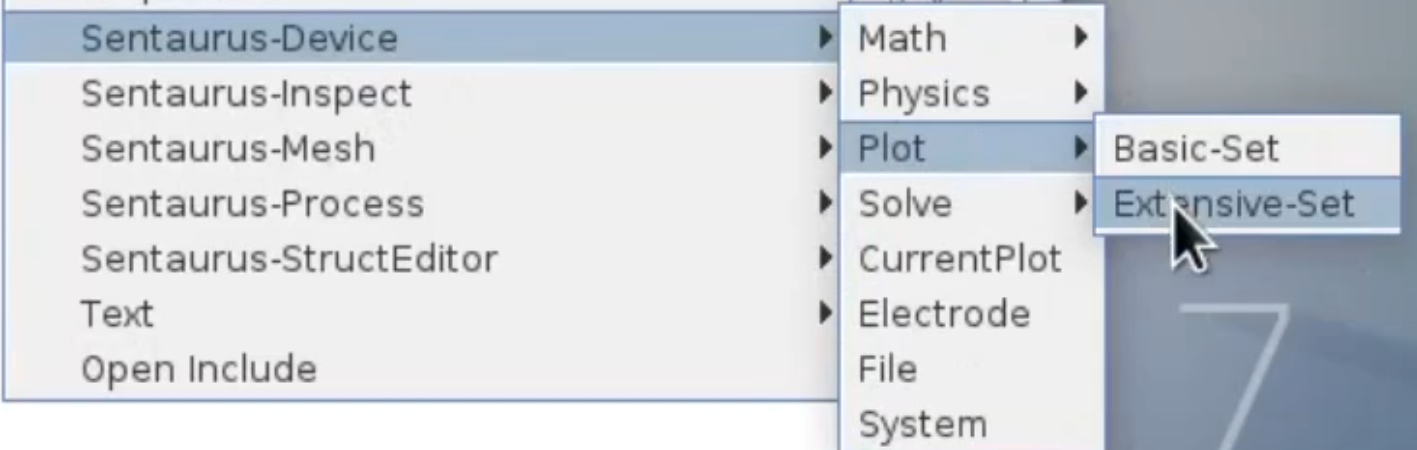 Sentaurus-Device
Sentaurus-Inspect
Sentaurus-Mesh
Sentaurus-Process
Sentaurus-StructEditor
Text
Open Include
Math
Physics
Plot
Solve
CurrentPlot
Electrode
File
System
Basic-Set
Extensive-Set
7